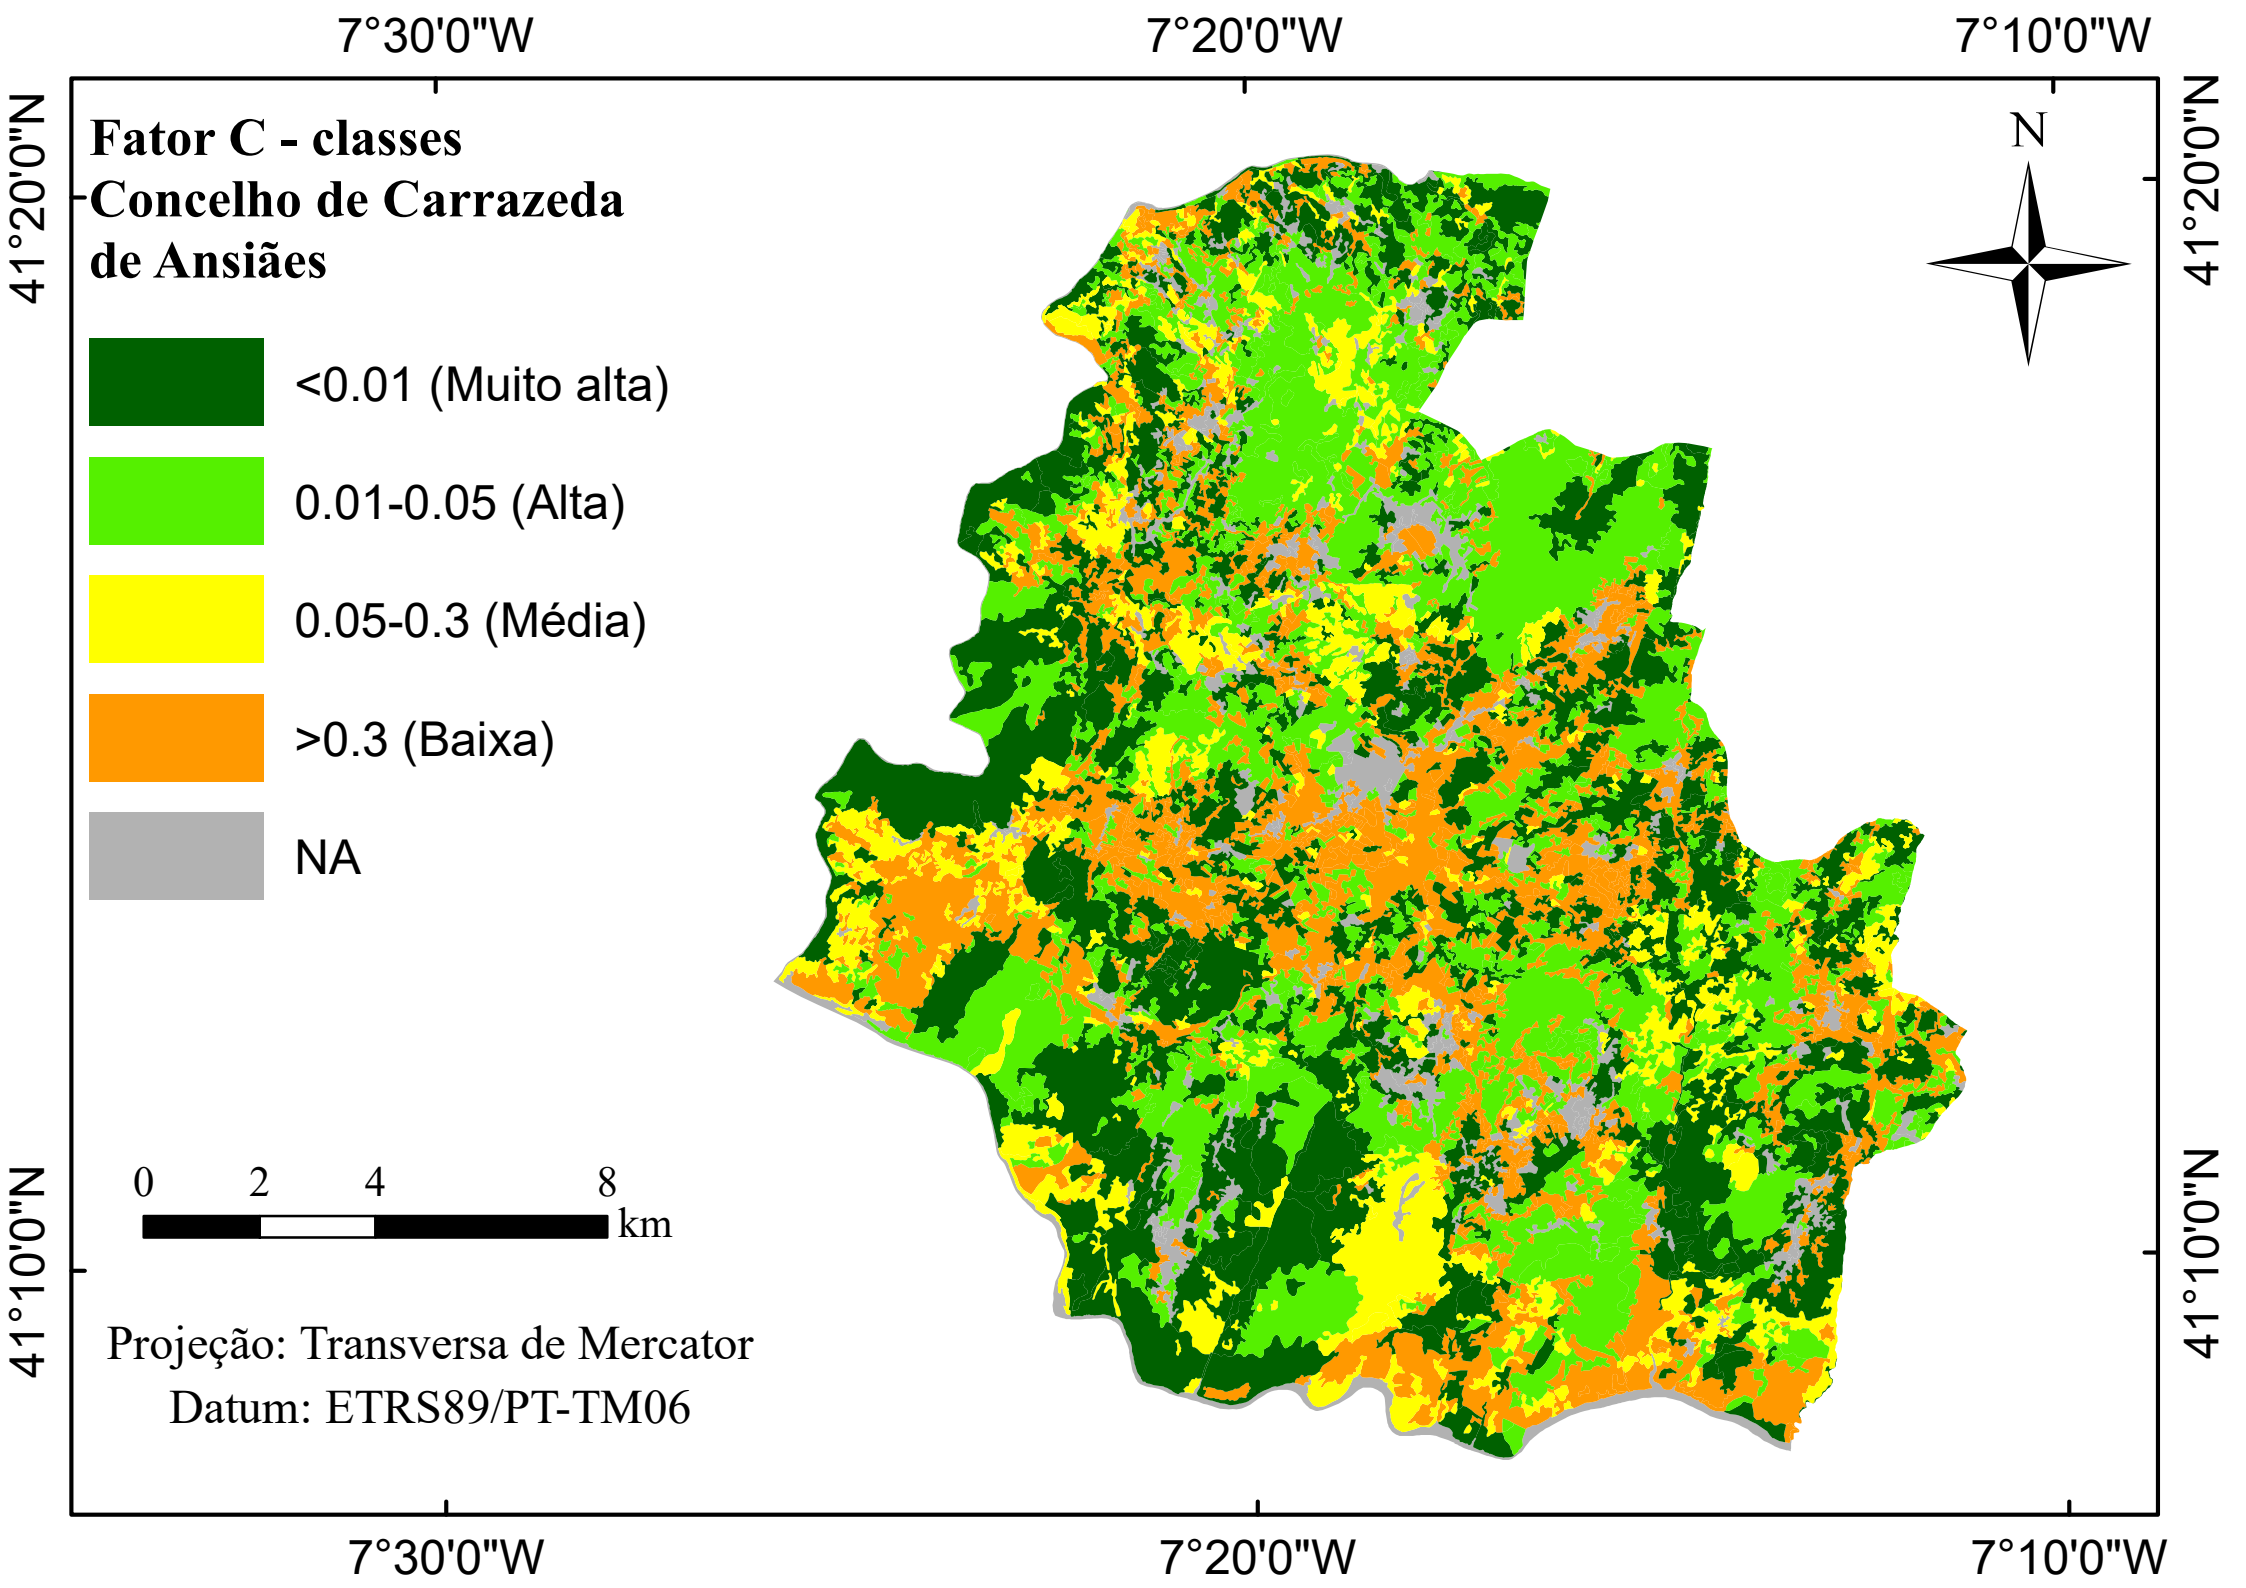 7°30'0"W
7°20'0"W
7°10'0"W
41°20'0"N
41°20'0"N
Fator C - classes
Concelho de Carrazeda
de Ansiães
N
<0.01 (Muito alta)
0.01-0.05 (Alta)
0.05-0.3 (Média)
>0.3 (Baixa)
NA
0 2 4 8
km
41°10'0"N
41°10'0"N
Projeção: Transversa de Mercator
Datum: ETRS89/PT-TM06
7°30'0"W
7°20'0"W
7°10'0"W